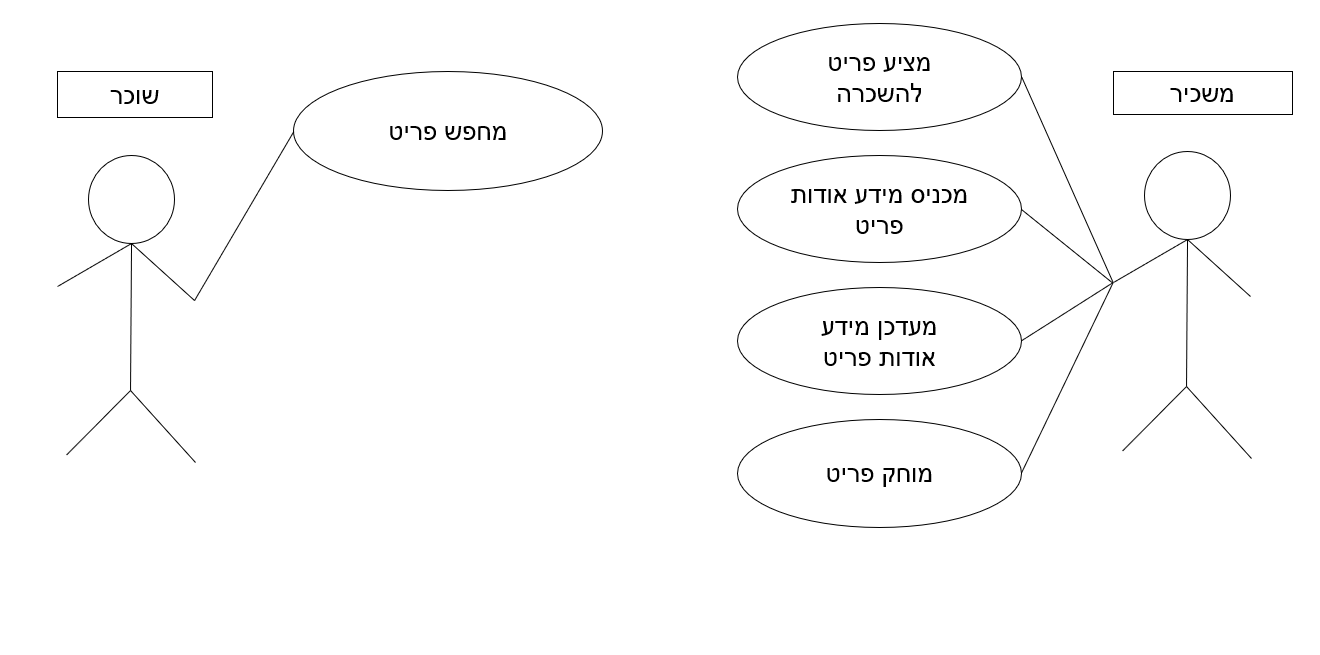 משכיר
מציע פריט
להשכרה
מכניס מידע אודות
פריט
מעדכן מידע
אודות פריט
מוחק פריט
שוכר
מחפש פריט